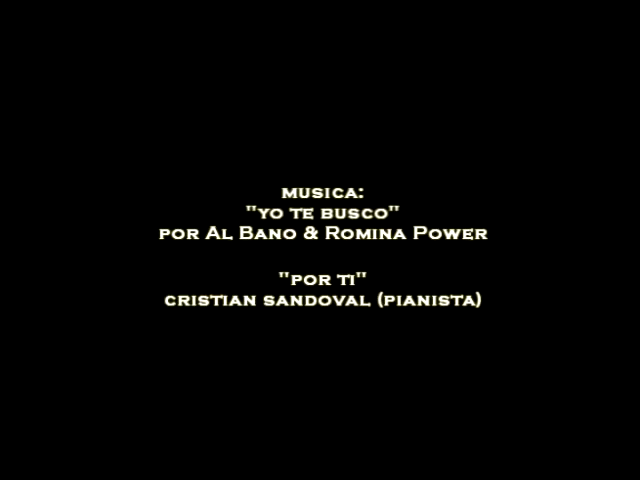 MUSICA:
"YO TE BUSCO"
POR AL BANO & ROMINA POWER
"POR TI"
CRISTIAN SANDOVAL (PIANISTA)